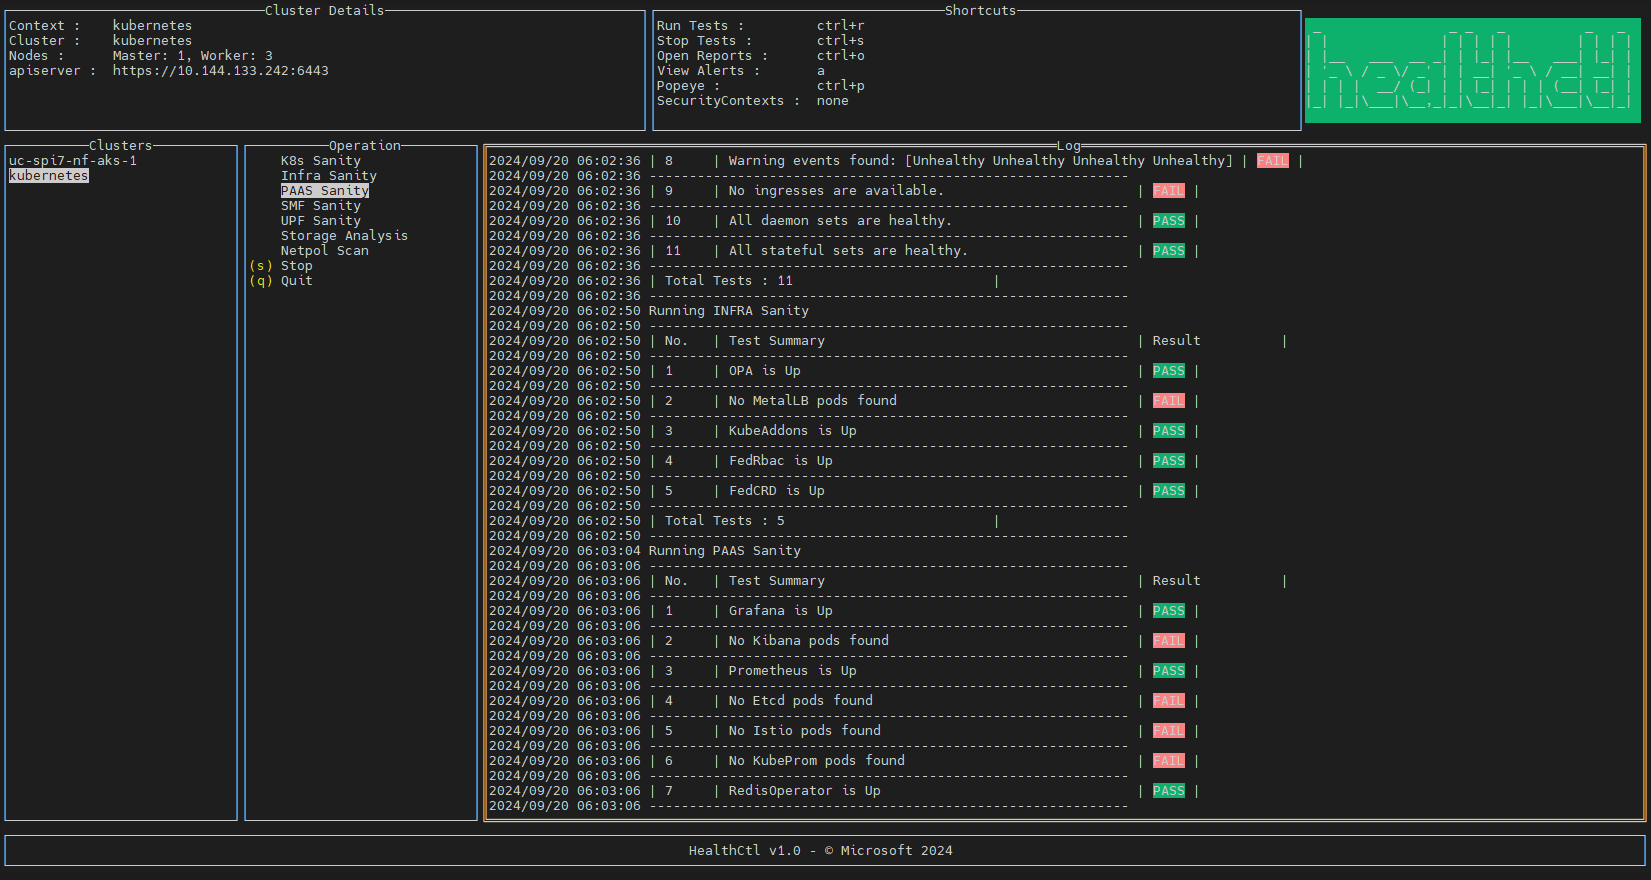 Cluster Details
Context :    kubernetes
Cluster :    kubernetes
Nodes :      Master: 1, Worker: 3
apiserver :  https://10.144.133.242:6443
Shortcuts
Run Tests :         ctrl+r
Stop Tests :        ctrl+s
Open Reports :      ctrl+o
View Alerts :       a
Popeye :            ctrl+p
SecurityContexts :  none
healthctl
Clusters
uc-spi7-nf-aks-1
kubernetes
Operation
K8s Sanity
Infra Sanity
PAAS Sanity
SMF Sanity
UPF Sanity
Storage Analysis
Netpol Scan
(s) Stop
(q) Quit
Log
2024/09/20 06:02:36 | 8     | Warning events found: [Unhealthy Unhealthy Unhealthy Unhealthy] | FAIL |
2024/09/20 06:02:36 ------------------------------------------------------------
2024/09/20 06:02:36 | 9     | No ingresses are available. | FAIL |
2024/09/20 06:02:36 ------------------------------------------------------------
2024/09/20 06:02:36 | 10    | All daemon sets are healthy. | PASS |
2024/09/20 06:02:36 ------------------------------------------------------------
2024/09/20 06:02:36 | 11    | All stateful sets are healthy. | PASS |
2024/09/20 06:02:36 ------------------------------------------------------------
2024/09/20 06:02:36 | Total Tests : 11 |
2024/09/20 06:02:36 ------------------------------------------------------------
2024/09/20 06:02:50 Running INFRA Sanity
2024/09/20 06:02:50 ------------------------------------------------------------
2024/09/20 06:02:50 | No.   | Test Summary | Result |
2024/09/20 06:02:50 ------------------------------------------------------------
2024/09/20 06:02:50 | 1     | OPA is Up | PASS |
2024/09/20 06:02:50 ------------------------------------------------------------
2024/09/20 06:02:50 | 2     | No MetalLB pods found | FAIL |
2024/09/20 06:02:50 ------------------------------------------------------------
2024/09/20 06:02:50 | 3     | KubeAddons is Up | PASS |
2024/09/20 06:02:50 ------------------------------------------------------------
2024/09/20 06:02:50 | 4     | FedRbac is Up | PASS |
2024/09/20 06:02:50 ------------------------------------------------------------
2024/09/20 06:02:50 | 5     | FedCRD is Up | PASS |
2024/09/20 06:02:50 ------------------------------------------------------------
2024/09/20 06:02:50 | Total Tests : 5 |
2024/09/20 06:02:50 ------------------------------------------------------------
2024/09/20 06:03:04 Running PAAS Sanity
2024/09/20 06:03:06 ------------------------------------------------------------
2024/09/20 06:03:06 | No.   | Test Summary | Result |
2024/09/20 06:03:06 ------------------------------------------------------------
2024/09/20 06:03:06 | 1     | Grafana is Up | PASS |
2024/09/20 06:03:06 ------------------------------------------------------------
2024/09/20 06:03:06 | 2     | No Kibana pods found | FAIL |
2024/09/20 06:03:06 ------------------------------------------------------------
2024/09/20 06:03:06 | 3     | Prometheus is Up | PASS |
2024/09/20 06:03:06 ------------------------------------------------------------
2024/09/20 06:03:06 | 4     | No Etcd pods found | FAIL |
2024/09/20 06:03:06 ------------------------------------------------------------
2024/09/20 06:03:06 | 5     | No Istio pods found | FAIL |
2024/09/20 06:03:06 ------------------------------------------------------------
2024/09/20 06:03:06 | 6     | No KubeProm pods found | FAIL |
2024/09/20 06:03:06 ------------------------------------------------------------
2024/09/20 06:03:06 | 7     | RedisOperator is Up | PASS |
2024/09/20 06:03:06 ------------------------------------------------------------
HealthCtl v1.0 - © Microsoft 2024